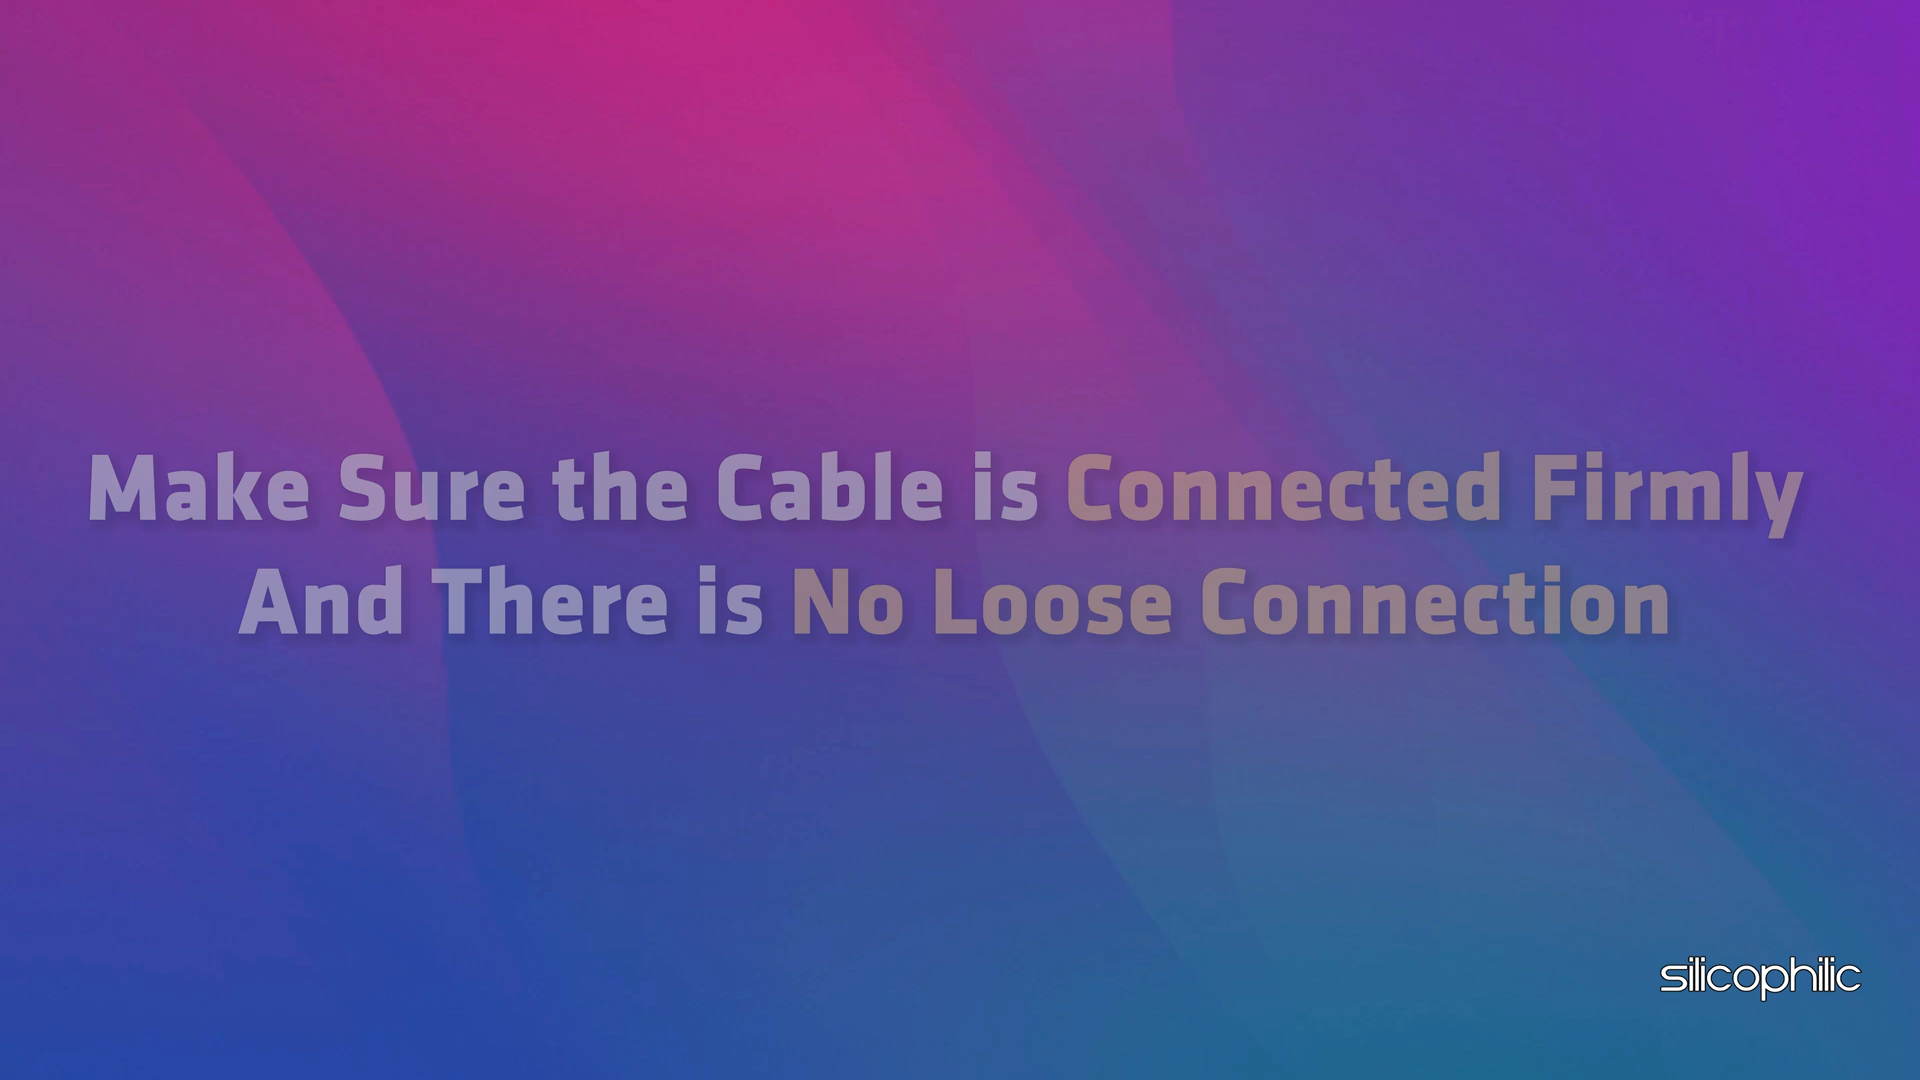 Make Sure the Cable is Connected Firmly
And There is No Loose Connection
silicophilic